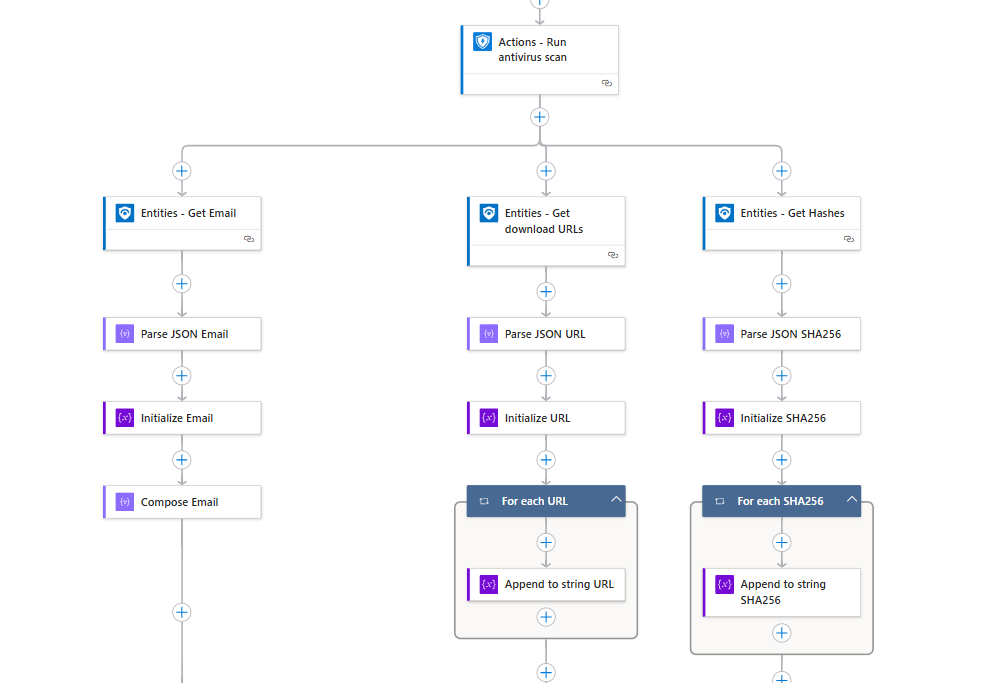 Actions - Run
antivirus scan
Entities - Get Email
Entities - Get
download URLs
Entities - Get Hashes
Parse JSON Email
Parse JSON URL
Parse JSON SHA256
Initialize Email
Initialize URL
Initialize SHA256
Compose Email
For each URL
For each SHA256
Append to string URL
Append to string
SHA256